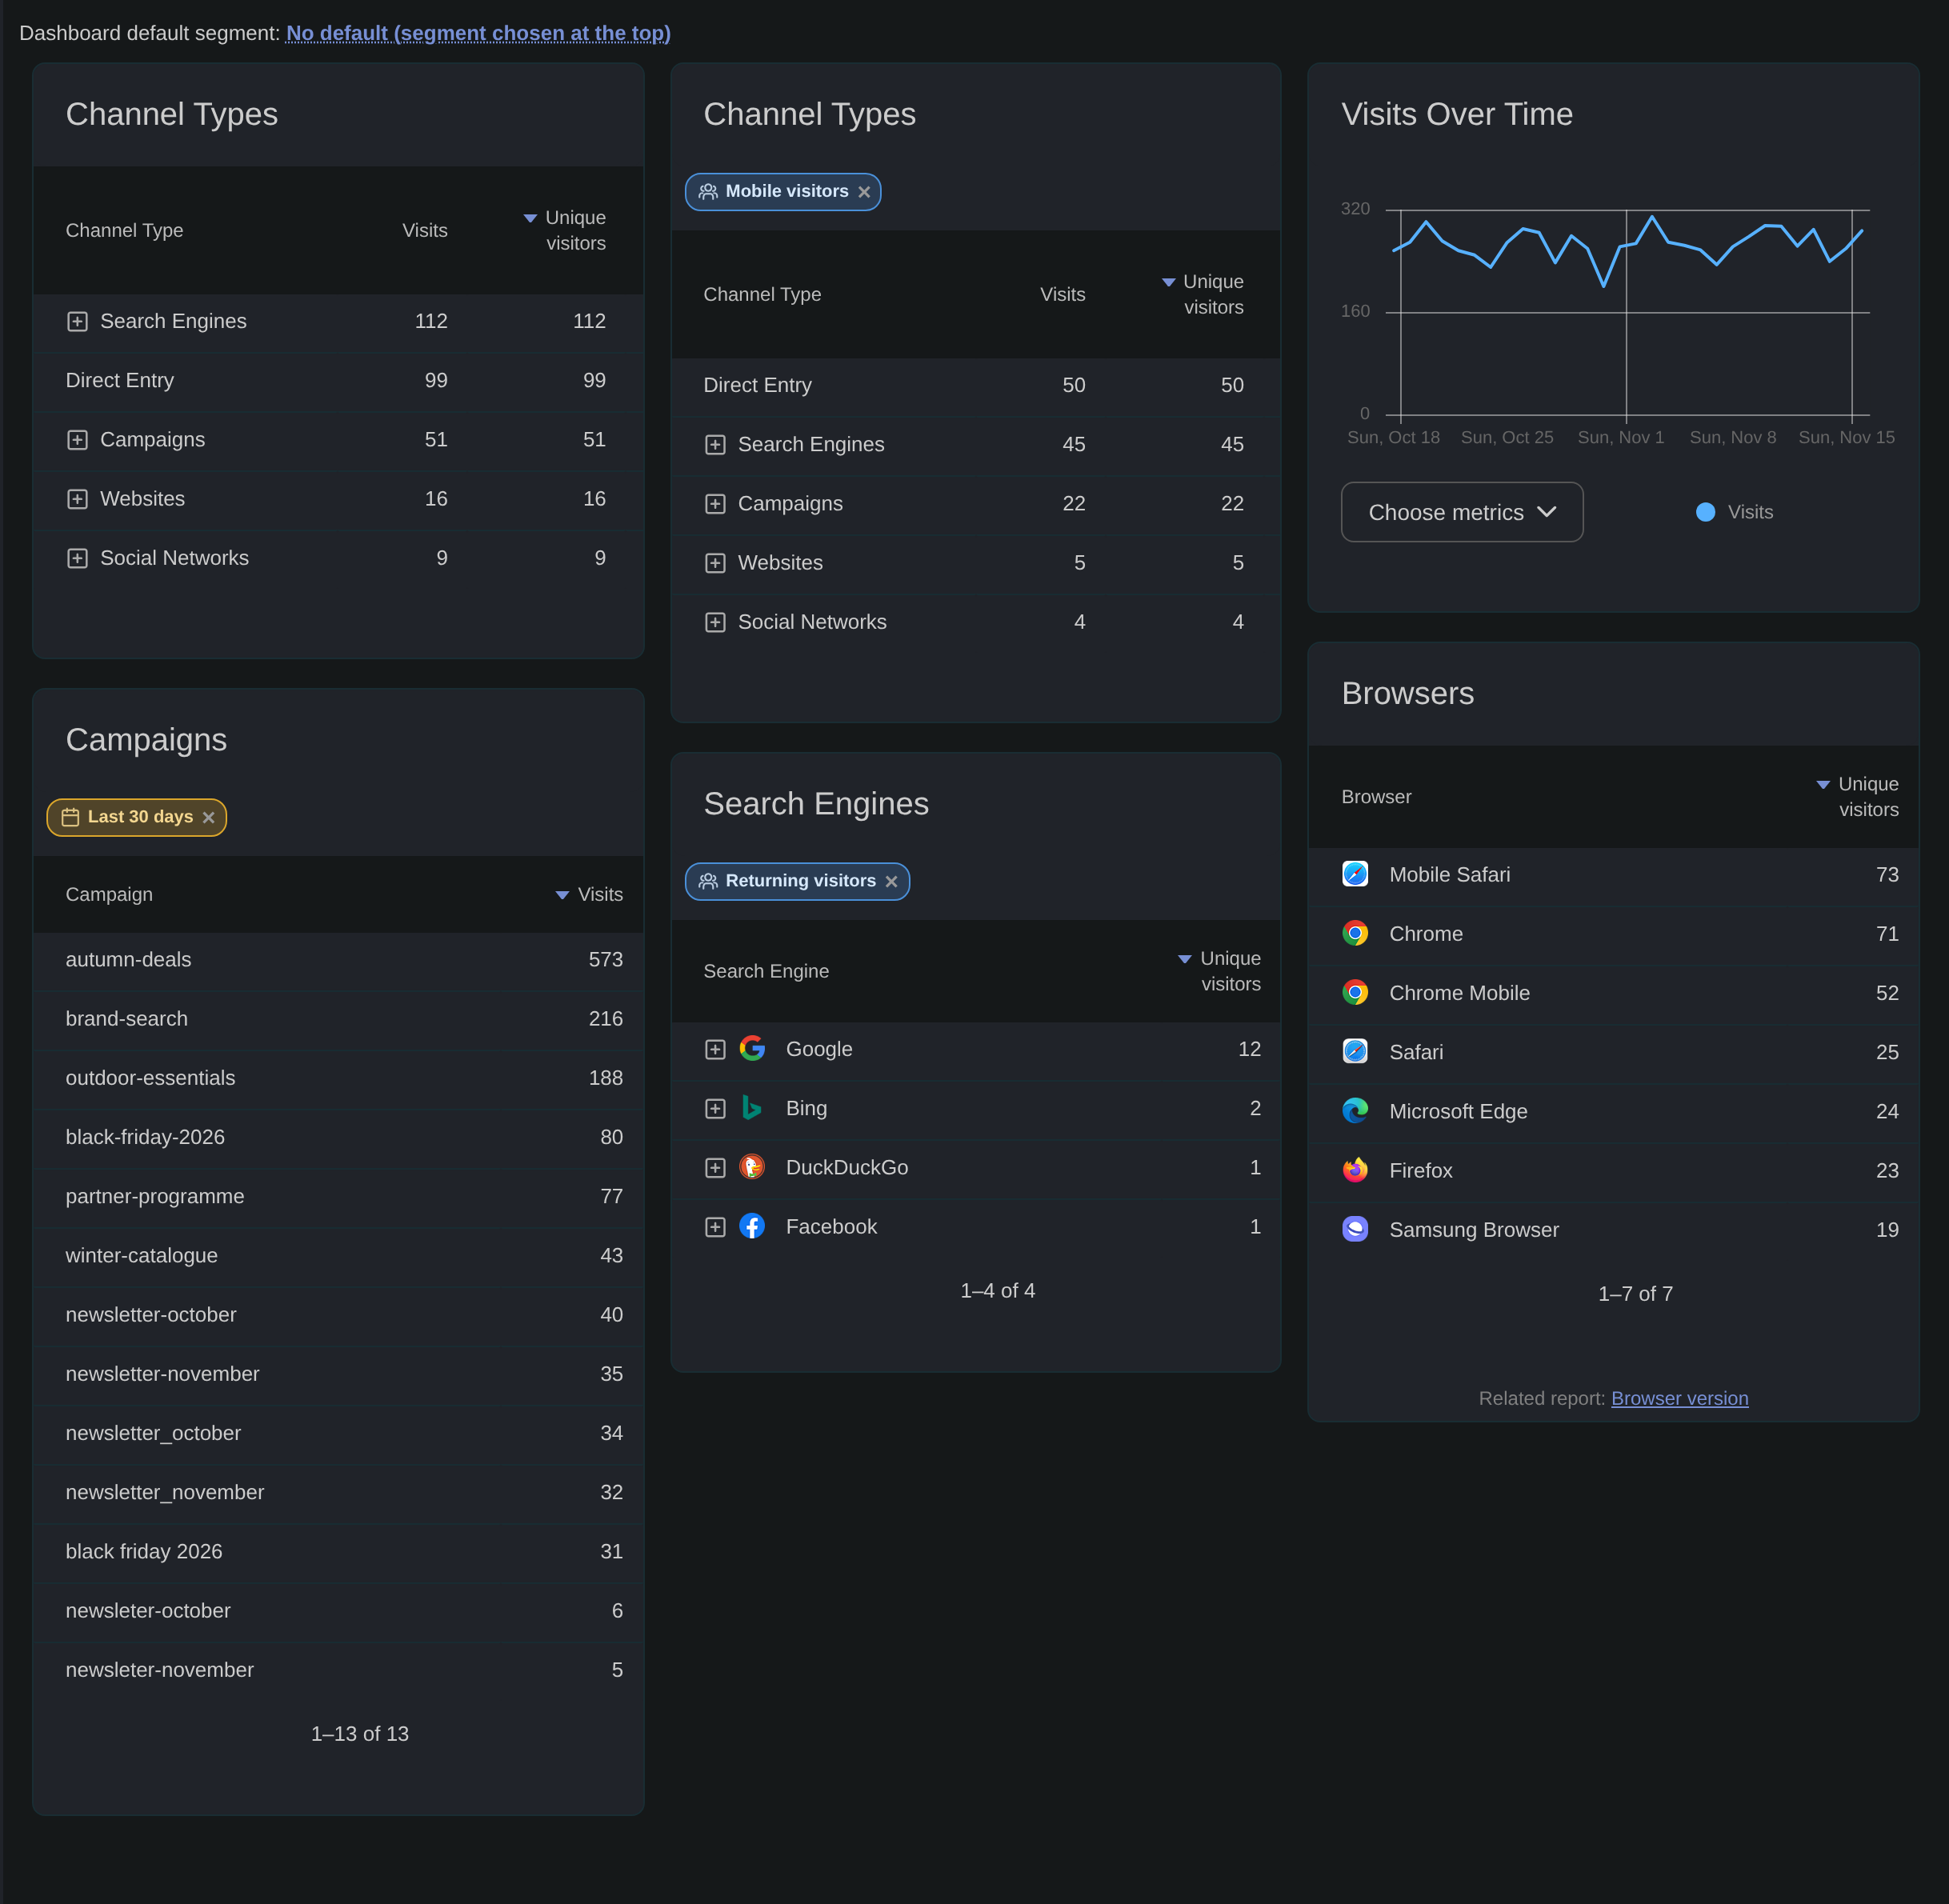 Dashboard default segment: No default (segment chosen at the top)
Channel Types
Channel Type Visits Unique visitors
Search Engines 112 112
Direct Entry 99 99
Campaigns 51 51
Websites 16 16
Social Networks 9 9
Campaigns
Last 30 days
Campaign Visits
autumn-deals 573
brand-search 216
outdoor-essentials 188
black-friday-2026 80
partner-programme 77
winter-catalogue 43
newsletter-october 40
newsletter-november 35
newsletter_october 34
newsletter_november 32
black friday 2026 31
newsleter-october 6
newsleter-november 5
1–13 of 13
Channel Types
Mobile visitors
Channel Type Visits Unique visitors
Direct Entry 50 50
Search Engines 45 45
Campaigns 22 22
Websites 5 5
Social Networks 4 4
Search Engines
Returning visitors
Search Engine Unique visitors
Google 12
Bing 2
DuckDuckGo 1
Facebook 1
1–4 of 4
Visits Over Time
320
160
0
Sun, Oct 18 Sun, Oct 25 Sun, Nov 1 Sun, Nov 8 Sun, Nov 15
Choose metrics Visits
Browsers
Browser Unique visitors
Mobile Safari 73
Chrome 71
Chrome Mobile 52
Safari 25
Microsoft Edge 24
Firefox 23
Samsung Browser 19
1–7 of 7
Related report: Browser version